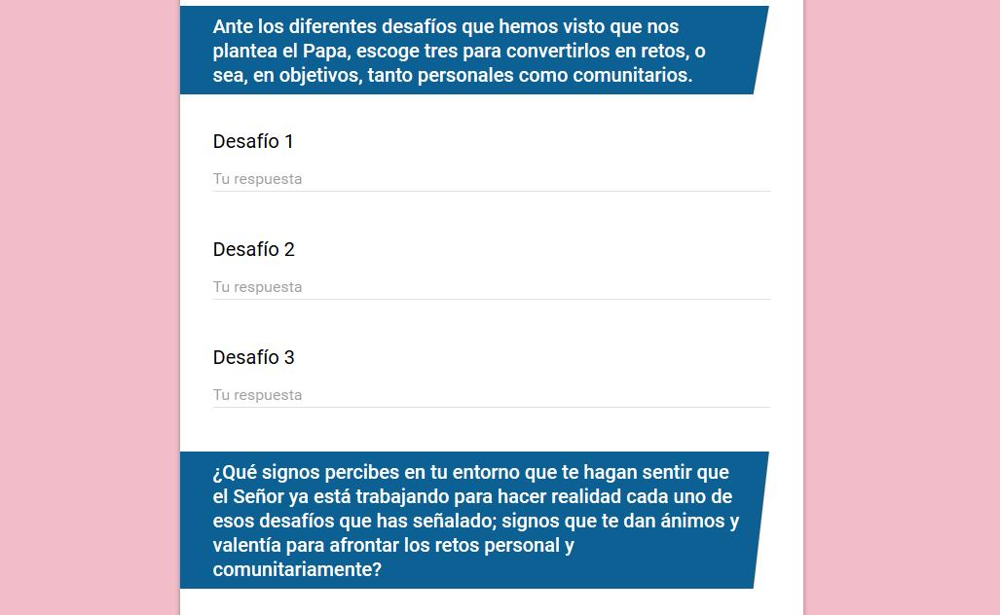 Ante los diferentes desafíos que hemos visto que nos
plantea el Papa, escoge tres para convertirlos en retos, o
sea, en objetivos, tanto personales como comunitarios.
Desafío 1
Tu respuesta
Desafío 2
Tu respuesta
Desafío 3
Tu respuesta
¿Qué signos percibes en tu entorno que te hagan sentir que
el Señor ya está trabajando para hacer realidad cada uno de
esos desafíos que has señalado; signos que te dan ánimos y
valentía para afrontar los retos personal y
comunitariamente?